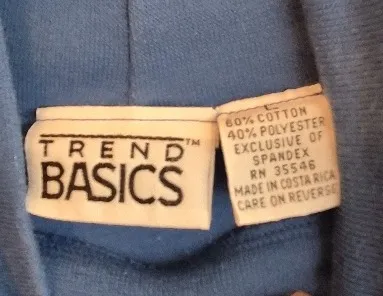 TREND™
BASICS
L
60% COTTON
40% POLYESTER
EXCLUSIVE OF
SPANDEX
RN 35546
MADE IN COSTA RICA
CARE ON REVERSE